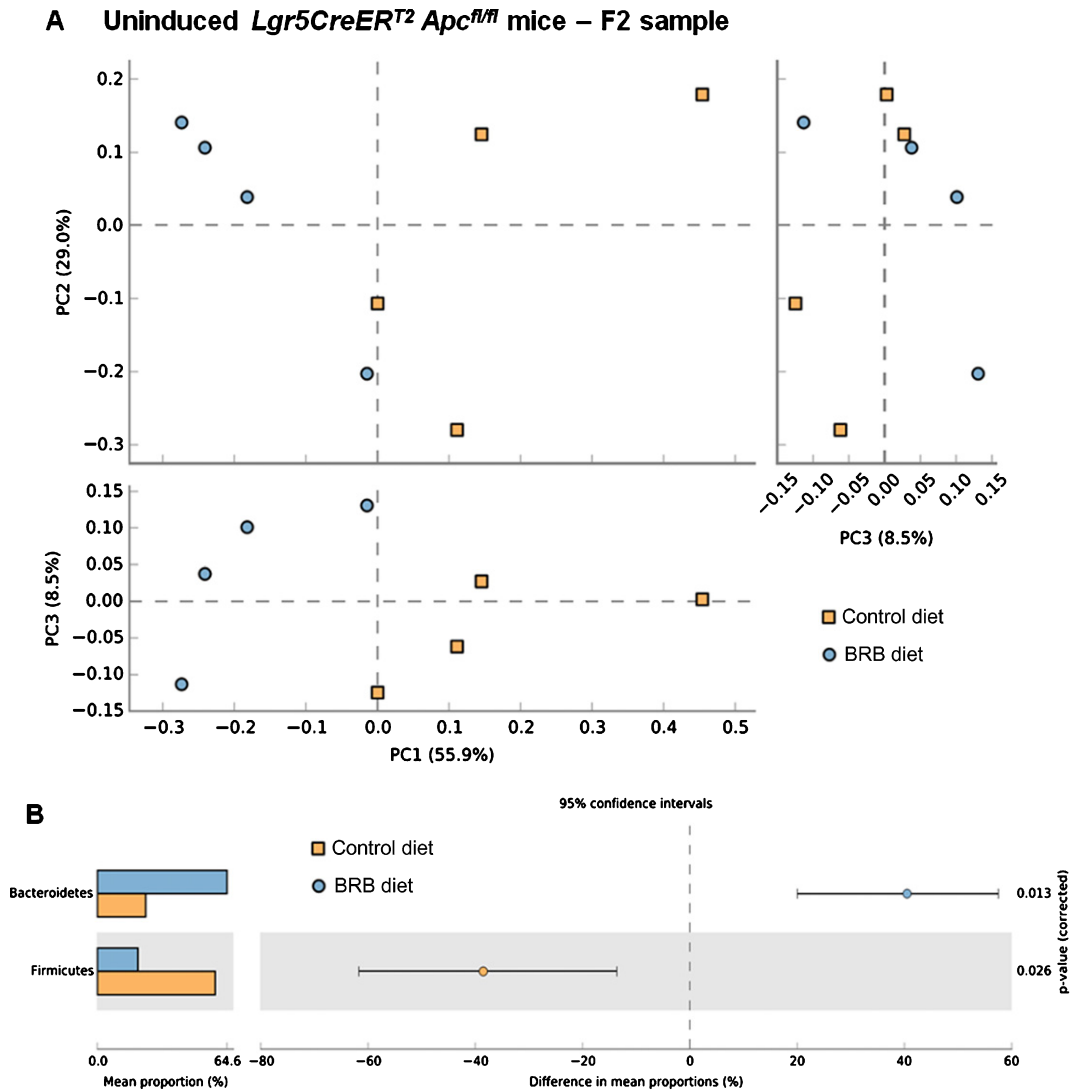 A Uninduced Lgr5CreERT2 Apcfl/fl mice – F2 sample
PC2 (29.0%)
0.2
0.1
0.0
−0.1
−0.2
−0.3
−0.15 −0.10 −0.05 0.00 0.05 0.10 0.15
PC3 (8.5%)
PC3 (8.5%)
0.15
0.10
0.05
0.00
−0.05
−0.10
−0.15
−0.3 −0.2 −0.1 0.0 0.1 0.2 0.3 0.4 0.5
PC1 (55.9%)
Control diet
BRB diet
B
95% confidence intervals
Control diet
BRB diet
Bacteroidetes
0.013
Firmicutes
0.026
p-value (corrected)
0.0 64.6
Mean proportion (%)
−80 −60 −40 −20 0 20 40 60
Difference in mean proportions (%)